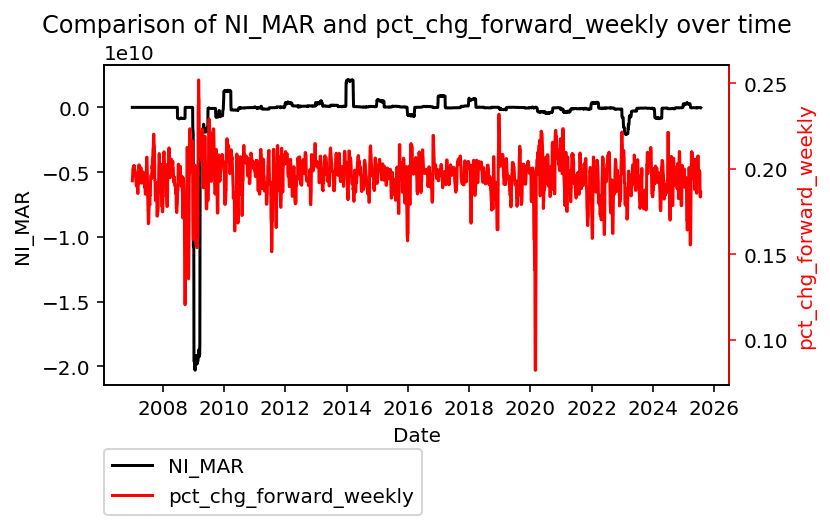 Comparison of NI_MAR and pct_chg_forward_weekly over time
1e10
0.0
−0.5
−1.0
−1.5
−2.0
NI_MAR
0.25
0.20
0.15
0.10
pct_chg_forward_weekly
2008 2010 2012 2014 2016 2018 2020 2022 2024 2026
Date
NI_MAR
pct_chg_forward_weekly